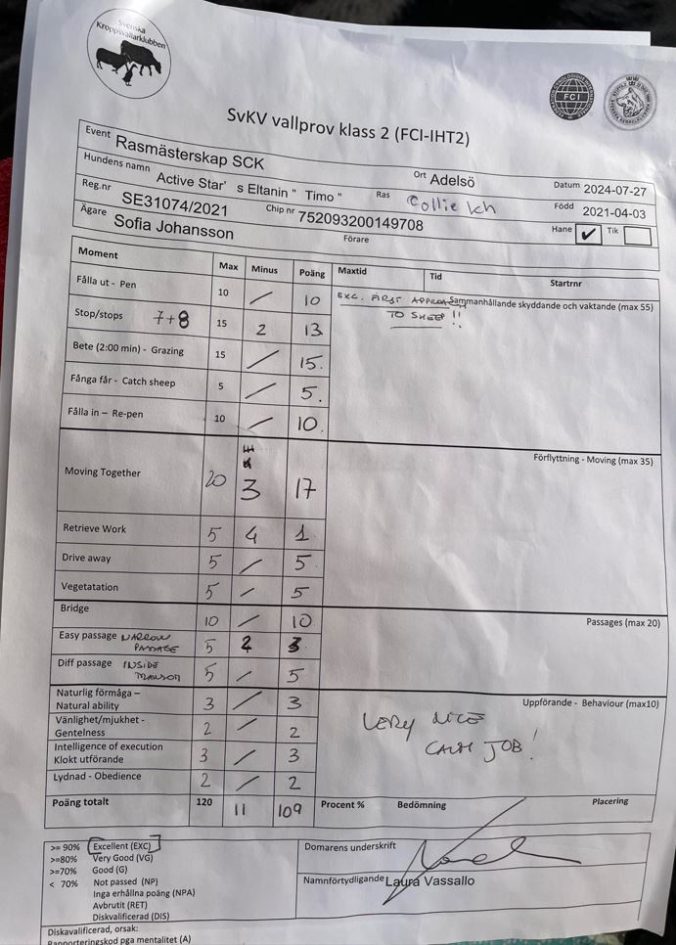 Svenska
Kroppsvallarklubben
FCI
SvKV vallprov klass 2 (FCI-IHT2)
Event Rasmästerskap SCK Ort Adelsö Datum 2024-07-27
Hundens namn Active Star' s Eltanin " Timo " Ras Collie kh Född 2021-04-03
Reg.nr SE31074/2021 Chip nr 752093200149708 Hane ✓ Tik
Ägare Sofia Johansson Förare
Moment Max Minus Poäng Maxtid Tid Startnr
Fålla ut - Pen 10 / 10 EXC. FIRST APPROACH Sammanhållande skyddande och vaktande (max 55)
Stop/stops 7+8 15 2 13 TO SHEEP !!
Bete (2:00 min) - Grazing 15 / 15.
Fånga får - Catch sheep 5 / 5.
Fålla in – Re-pen 10 / 10.
Förflyttning - Moving (max 35)
Moving Together 20 3 17
Retrieve Work 5 4 1
Drive away 5 / 5
Vegetatation 5 / 5
Bridge 10 / 10 Passages (max 20)
Easy passage NARROW PASSAGE 5 2 3
Diff passage INSIDE 5 / 5
Naturlig förmåga – Uppförande - Behaviour (max10)
Natural ability 3 / 3
Vänlighet/mjukhet -
Gentelness 2 / 2 VERY NICE
Intelligence of execution
Klokt utförande 3 / 3 CALM JOB!
Lydnad - Obedience 2 / 2
Poäng totalt 120 11 109 Procent % Bedömning Placering
>= 90% Excellent (EXC)
>=80% Very Good (VG)
>=70% Good (G)
< 70% Not passed (NP)
Inga erhållna poäng (NPA)
Avbrutit (RET)
Diskvalificerad (DIS)
Domarens underskrift
Namnförtydligande Laura Vassallo
Diskavalificerad, orsak:
Rapporteringskod pga mentalitet (A)